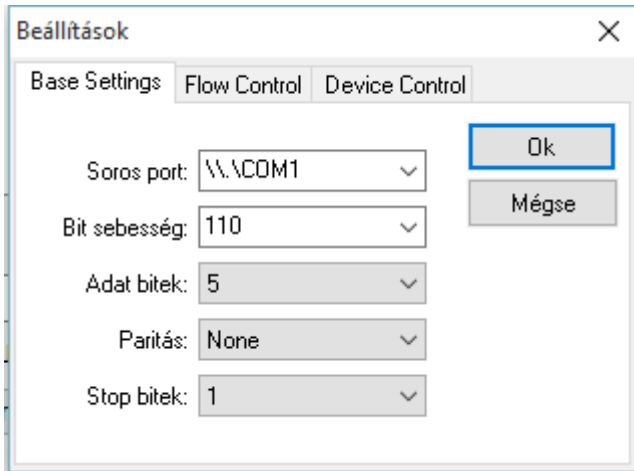 Beállítások
Base Settings Flow Control Device Control
Soros port: \\.\COM1
Ok
Bit sebesség: 110
Mégse
Adat bitek: 5
Paritás: None
Stop bitek: 1